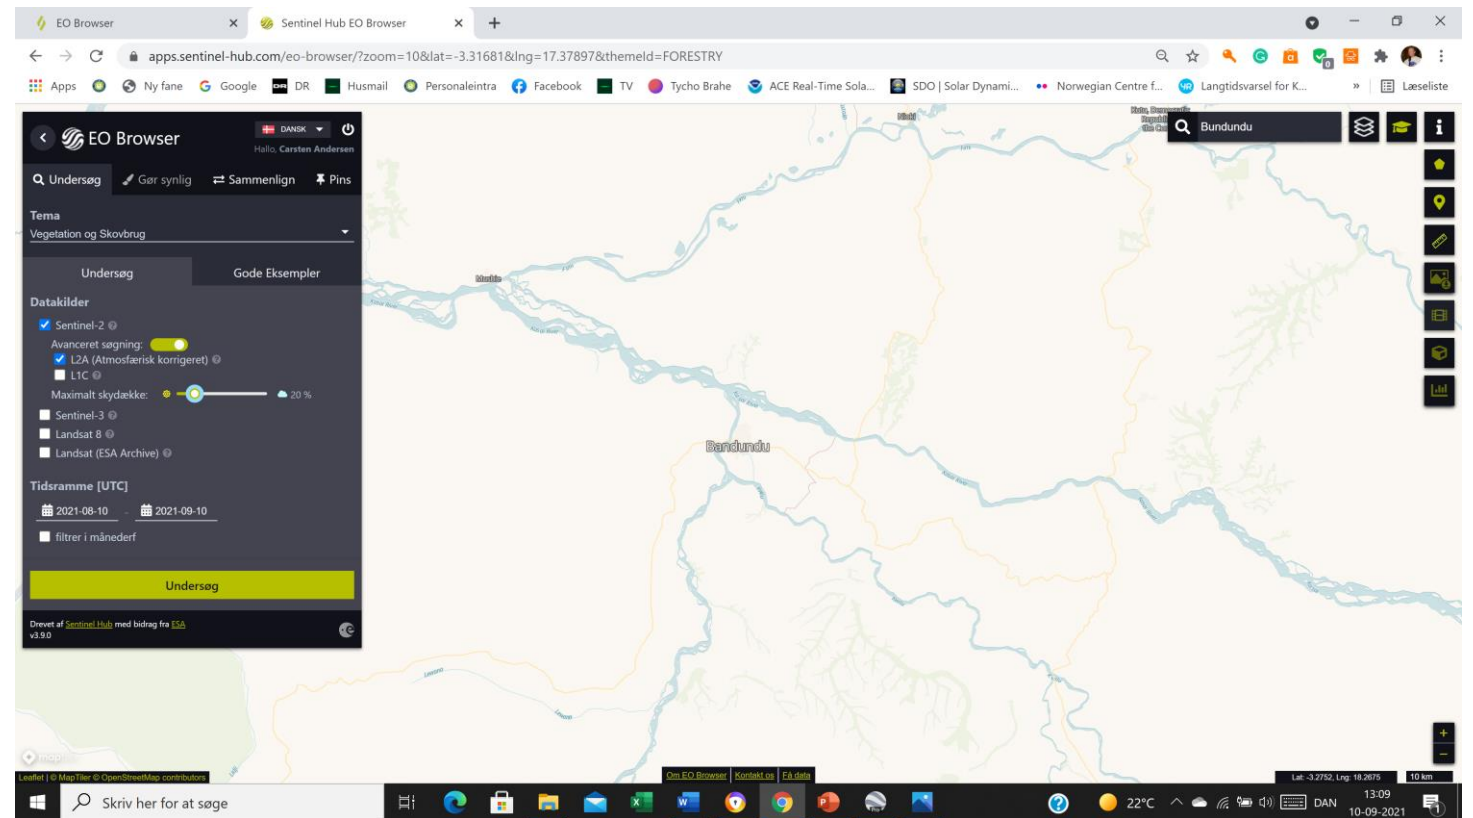 EO Browser
Sentinel Hub EO Browser
apps.sentinel-hub.com/eo-browser/?zoom=10&lat=-3.31681&lng=17.37897&themeId=FORESTRY
Apps
Ny fane
Google
DR
Husmail
Personaleintra
Facebook
TV
Tycho Brahe
ACE Real-Time Sola...
SDO | Solar Dynami...
Norwegian Centre f...
Langtidsvarsel for K...
»
Læseliste
EO Browser
DANSK
Hallo, Carsten Andersen
Undersøg
Gør synlig
Sammenlign
Pins
Tema
Vegetation og Skovbrug
Undersøg
Gode Eksempler
Datakilder
Sentinel-2
Avanceret søgning:
L2A (Atmosfærisk korrigeret)
L1C
Maximalt skydække:
20 %
Sentinel-3
Landsat 8
Landsat (ESA Archive)
Tidsramme [UTC]
2021-08-10 - 2021-09-10
filtrer i månederf
Undersøg
Drevet af Sentinel Hub med bidrag fra ESA
v3.9.0
Bundundu
Nioki
Mushie
Bandundu
Leaflet | © MapTiler © OpenStreetMap contributors
Om EO Browser | Kontakt os | Få data
Lat: -3.2752, Lng: 18.2675
10 km
Skriv her for at søge
22°C
DAN
13:09
10-09-2021